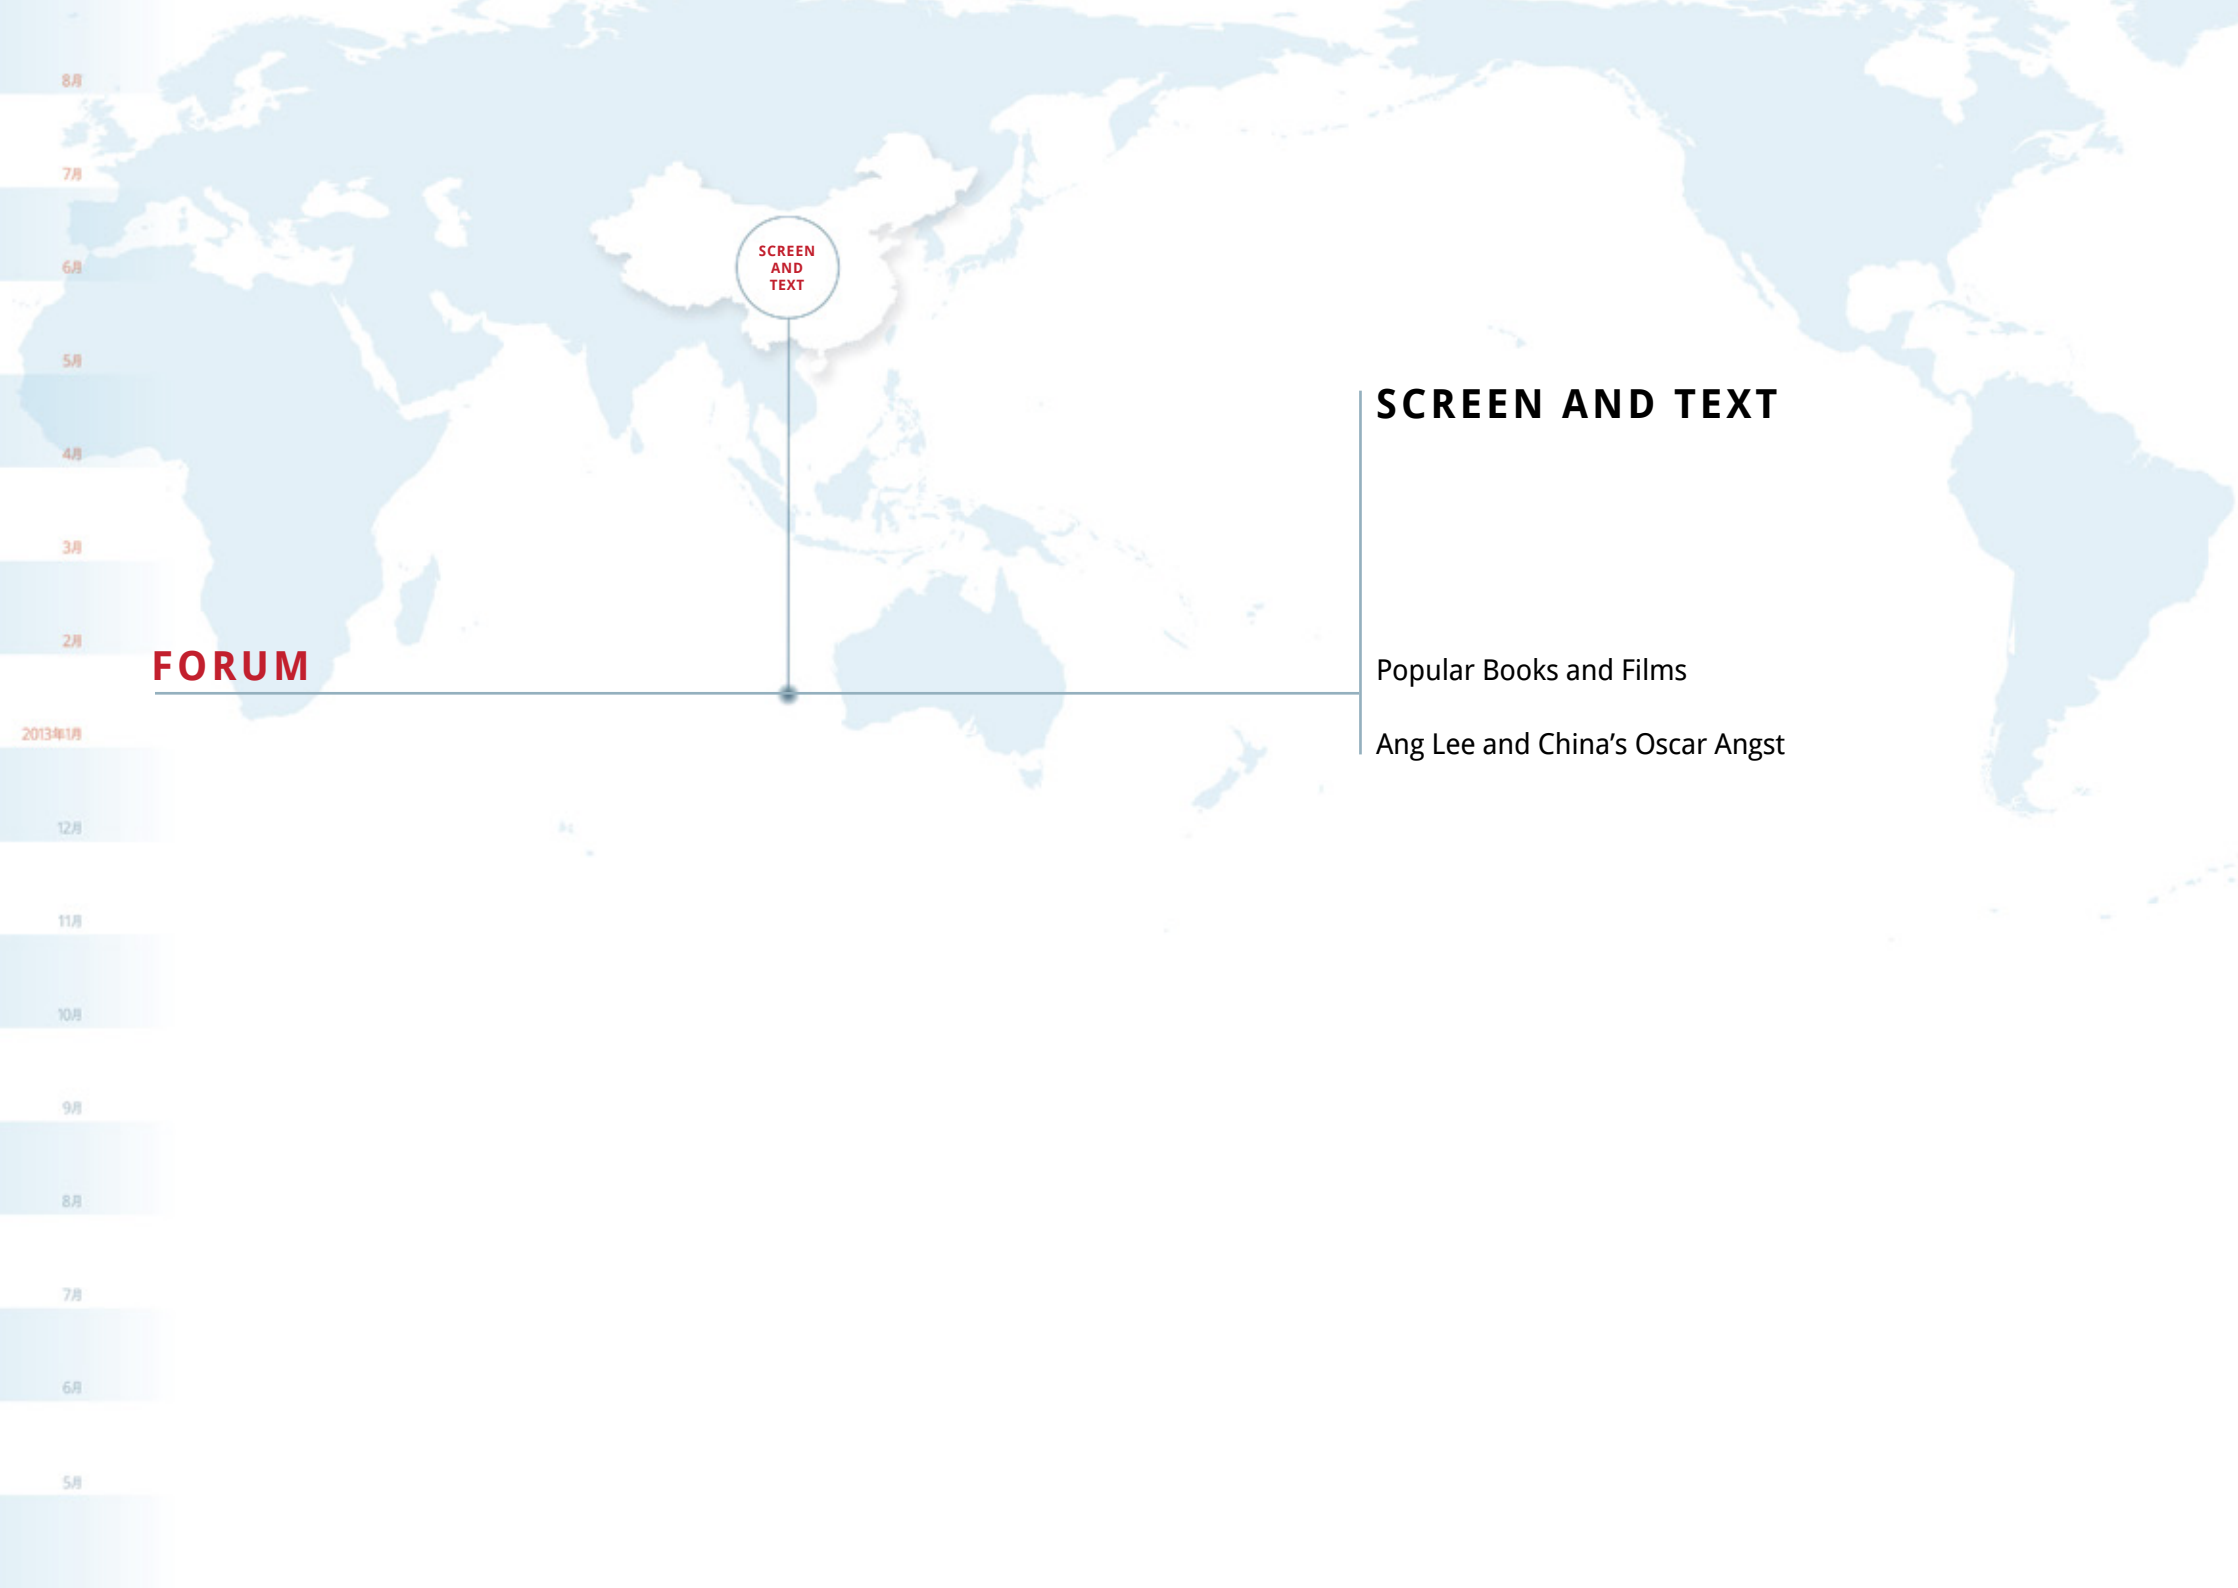 8月
7月
6月
5月
4月
3月
2月
2013年1月
12月
11月
10月
9月
8月
7月
6月
5月
SCREEN
AND
TEXT
FORUM
SCREEN AND TEXT
Popular Books and Films
Ang Lee and China’s Oscar Angst